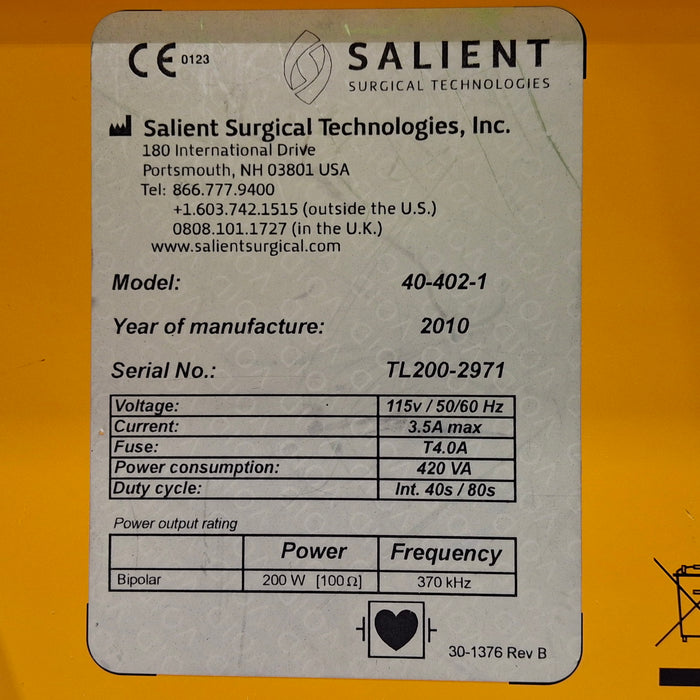 CE 0123
SALIENT
SURGICAL TECHNOLOGIES
Salient Surgical Technologies, Inc.
180 International Drive
Portsmouth, NH 03801 USA
Tel: 866.777.9400
+1.603.742.1515 (outside the U.S.)
0808.101.1727 (in the U.K.)
www.salientsurgical.com
Model: 40-402-1
Year of manufacture: 2010
Serial No.: TL200-2971
Voltage: 115v / 50/60 Hz
Current: 3.5A max
Fuse: T4.0A
Power consumption: 420 VA
Duty cycle: Int. 40s / 80s
Power output rating
Power Frequency
Bipolar 200 W [100Ω] 370 kHz
30-1376 Rev B